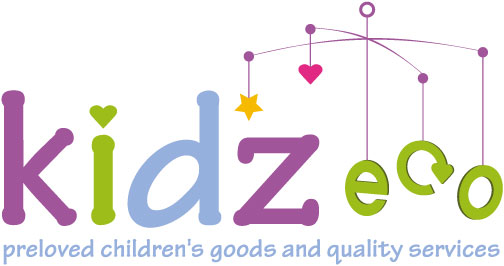 kidz eco
preloved children's goods and quality services